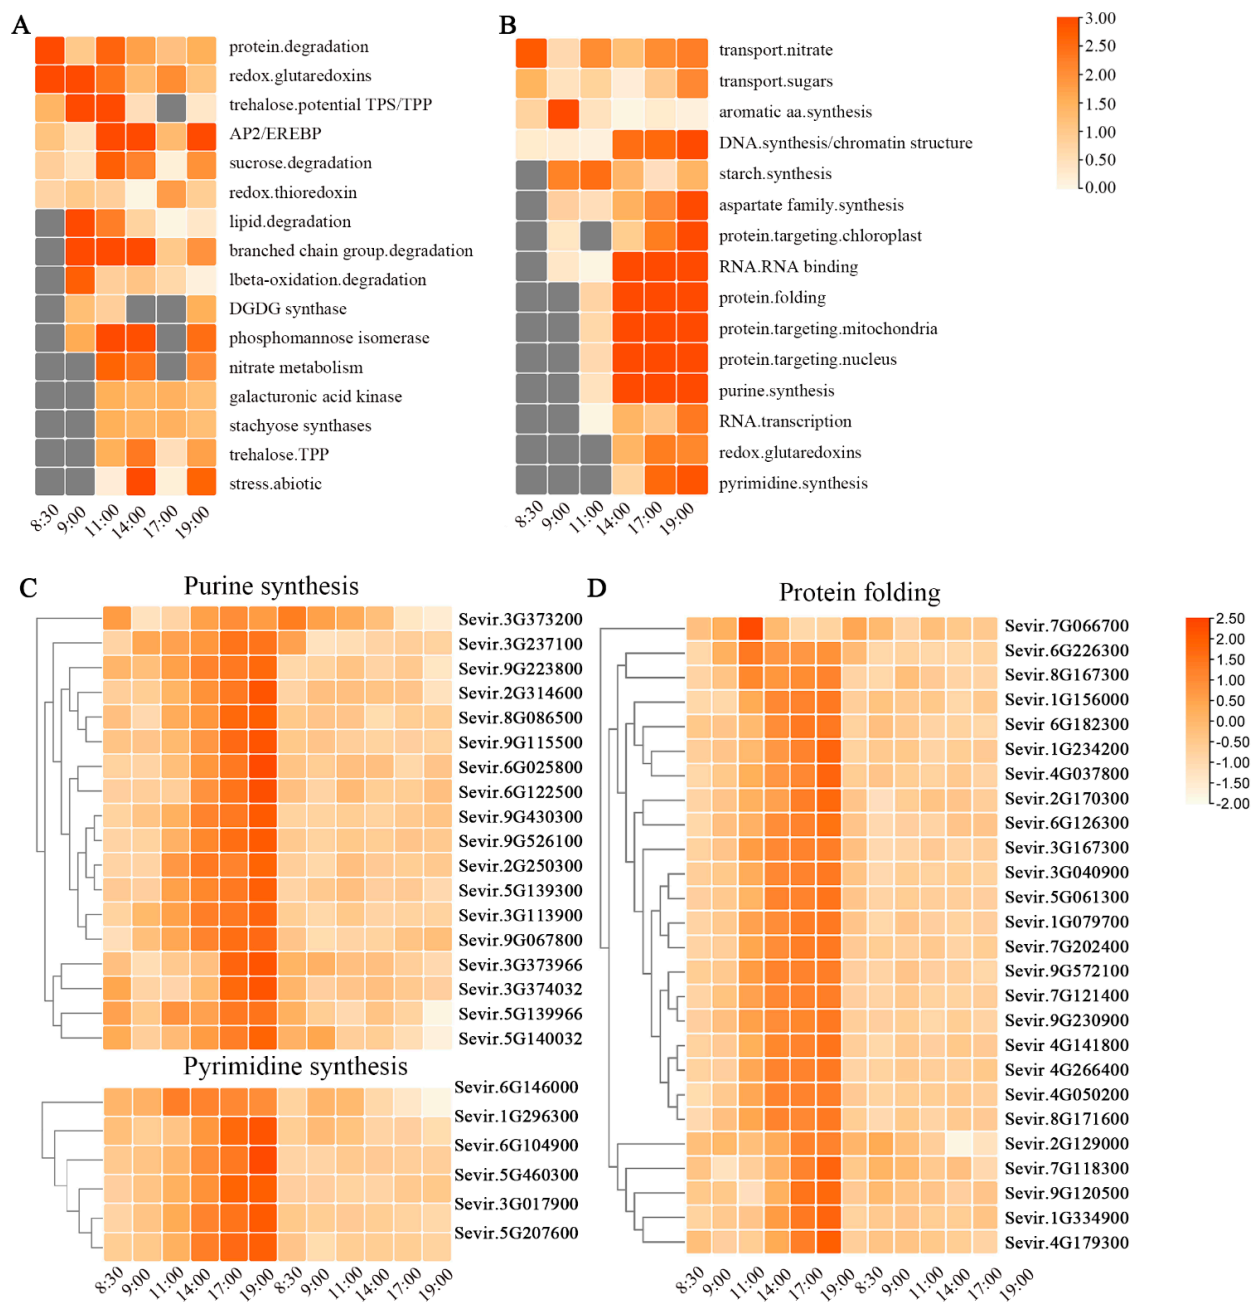 A
protein.degradation
redox.glutaredoxins
trehalose.potential TPS/TPP
AP2/EREBP
sucrose.degradation
redox.thioredoxin
lipid.degradation
branched chain group.degradation
lbeta-oxidation.degradation
DGDG synthase
phosphomannose isomerase
nitrate metabolism
galacturonic acid kinase
stachyose synthases
trehalose.TPP
stress.abiotic
8:30 9:00 11:00 14:00 17:00 19:00
B
transport.nitrate
transport.sugars
aromatic aa.synthesis
DNA.synthesis/chromatin structure
starch.synthesis
aspartate family.synthesis
protein.targeting.chloroplast
RNA.RNA binding
protein.folding
protein.targeting.mitochondria
protein.targeting.nucleus
purine.synthesis
RNA.transcription
redox.glutaredoxins
pyrimidine.synthesis
8:30 9:00 11:00 14:00 17:00 19:00
3.00
2.50
2.00
1.50
1.00
0.50
0.00
C
Purine synthesis
Sevir.3G373200
Sevir.3G237100
Sevir.9G223800
Sevir.2G314600
Sevir.8G086500
Sevir.9G115500
Sevir.6G025800
Sevir.6G122500
Sevir.9G430300
Sevir.9G526100
Sevir.2G250300
Sevir.5G139300
Sevir.3G113900
Sevir.9G067800
Sevir.3G373966
Sevir.3G374032
Sevir.5G139966
Sevir.5G140032
Pyrimidine synthesis
Sevir.6G146000
Sevir.1G296300
Sevir.6G104900
Sevir.5G460300
Sevir.3G017900
Sevir.5G207600
8:30 9:00 11:00 14:00 17:00 19:00 8:30 9:00 11:00 14:00 17:00 19:00
D
Protein folding
Sevir.7G066700
Sevir.6G226300
Sevir.8G167300
Sevir.1G156000
Sevir 6G182300
Sevir.1G234200
Sevir.4G037800
Sevir.2G170300
Sevir.6G126300
Sevir.3G167300
Sevir.3G040900
Sevir.5G061300
Sevir.1G079700
Sevir.7G202400
Sevir.9G572100
Sevir.7G121400
Sevir.9G230900
Sevir 4G141800
Sevir 4G266400
Sevir.4G050200
Sevir.8G171600
Sevir.2G129000
Sevir.7G118300
Sevir.9G120500
Sevir.1G334900
Sevir.4G179300
8:30 9:00 11:00 14:00 17:00 19:00 8:30 9:00 11:00 14:00 17:00 19:00
2.50
2.00
1.50
1.00
0.50
0.00
-0.50
-1.00
-1.50
-2.00